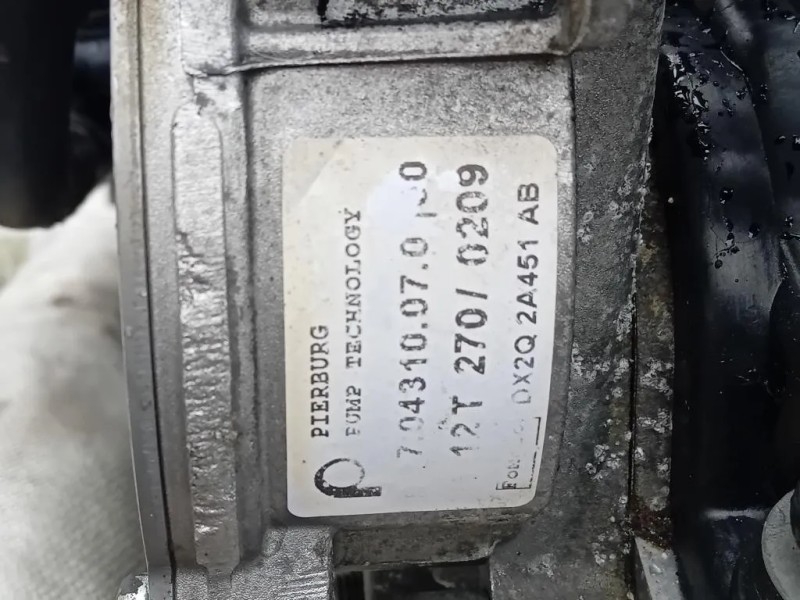 PIERBURG
PUMP TECHNOLOGY
7.04310.07.0
12T 270/ 0209
DX2Q 2A451 AB